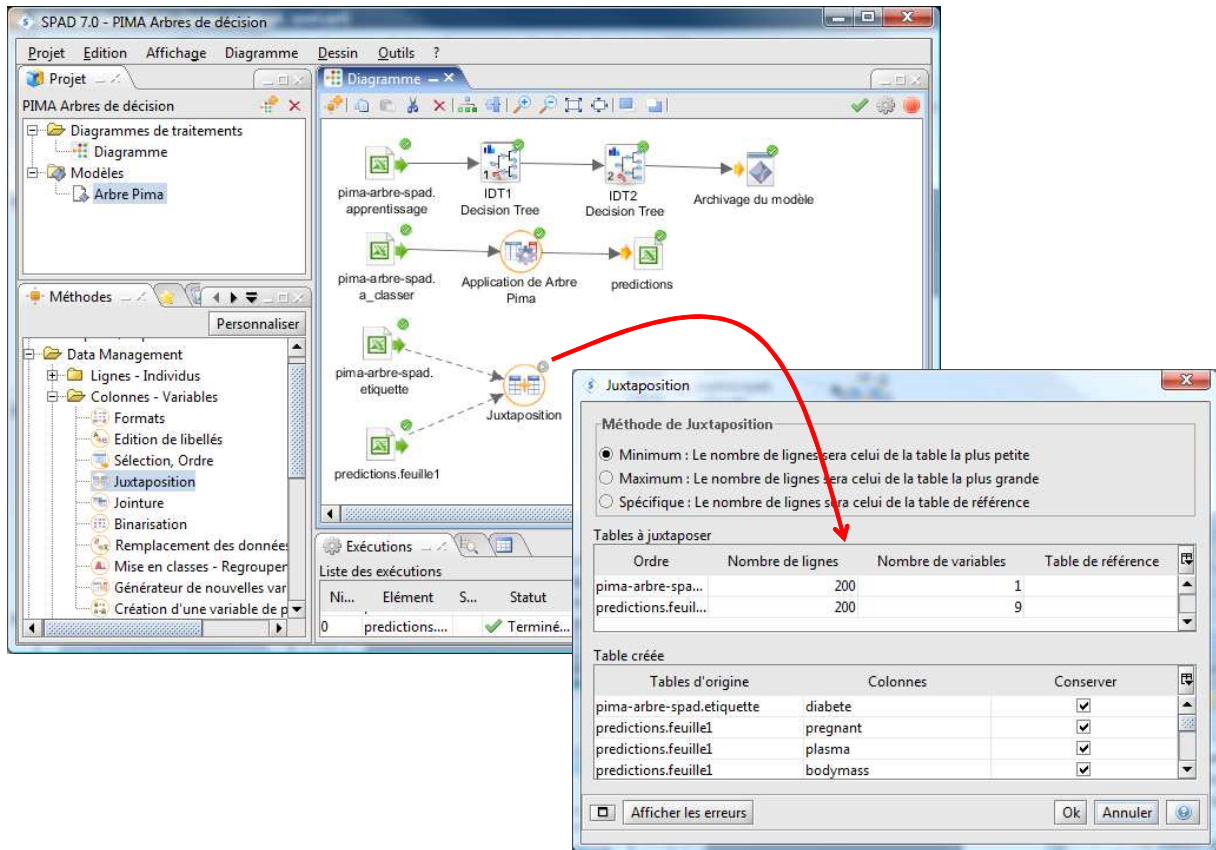 SPAD 7.0 - PIMA Arbres de décision
Projet Edition Affichage Diagramme Dessin Outils ?
Projet
PIMA Arbres de décision
Diagrammes de traitements
Diagramme
Modèles
Arbre Pima
Méthodes
Personnaliser
Data Management
Lignes - Individus
Colonnes - Variables
Formats
Edition de libellés
Sélection, Ordre
Juxtaposition
Jointure
Binarisation
Remplacement des donnée
Mise en classes - Regrouper
Générateur de nouvelles var
Création d'une variable de p
Diagramme
pima-arbre-spad.
apprentissage
1
IDT1
Decision Tree
2
IDT2
Decision Tree
Archivage du modèle
pima-arbre-spad.
a_classer
Application de Arbre
Pima
predictions
pima-arbre-spad.
etiquette
Juxtaposition
predictions.feuille1
Exécutions
Liste des exécutions
Ni... Elément S... Statut
0 predictions.... Terminé...
Juxtaposition
Méthode de Juxtaposition
Minimum : Le nombre de lignes sera celui de la table la plus petite
Maximum : Le nombre de lignes sera celui de la table la plus grande
Spécifique : Le nombre de lignes sera celui de la table de référence
Tables à juxtaposer
Ordre Nombre de lignes Nombre de variables Table de référence
pima-arbre-spa... 200 1
predictions.feuil... 200 9
Table créée
Tables d'origine Colonnes Conserver
pima-arbre-spad.etiquette diabete
predictions.feuille1 pregnant
predictions.feuille1 plasma
predictions.feuille1 bodymass
Afficher les erreurs Ok Annuler